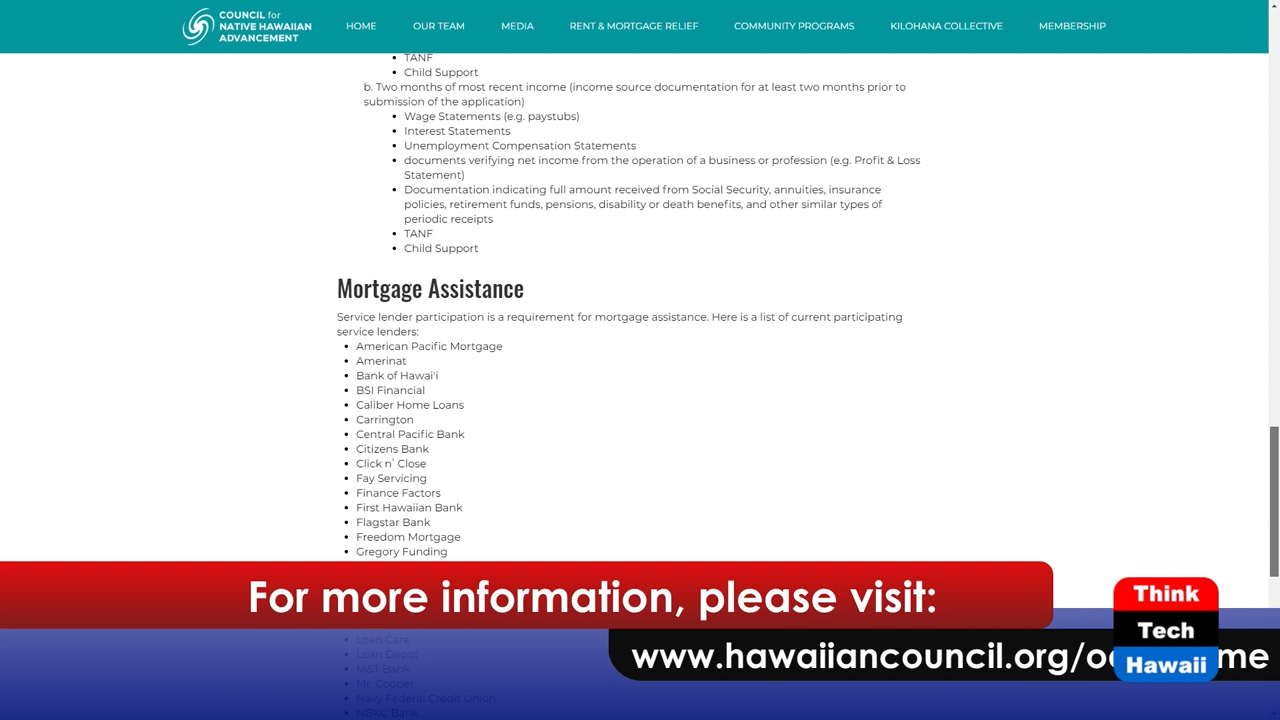 COUNCIL for
NATIVE HAWAIIAN
ADVANCEMENT
HOME OUR TEAM MEDIA RENT & MORTGAGE RELIEF COMMUNITY PROGRAMS KILOHANA COLLECTIVE MEMBERSHIP
• TANF
• Child Support
b. Two months of most recent income (income source documentation for at least two months prior to
submission of the application)
• Wage Statements (e.g. paystubs)
• Interest Statements
• Unemployment Compensation Statements
• documents verifying net income from the operation of a business or profession (e.g. Profit & Loss
Statement)
• Documentation indicating full amount received from Social Security, annuities, insurance
policies, retirement funds, pensions, disability or death benefits, and other similar types of
periodic receipts
• TANF
• Child Support
Mortgage Assistance
Service lender participation is a requirement for mortgage assistance. Here is a list of current participating
service lenders:
• American Pacific Mortgage
• Amerinat
• Bank of Hawai'i
• BSI Financial
• Caliber Home Loans
• Carrington
• Central Pacific Bank
• Citizens Bank
• Click n' Close
• Fay Servicing
• Finance Factors
• First Hawaiian Bank
• Flagstar Bank
• Freedom Mortgage
• Gregory Funding
For more information, please visit:
• Loan Care
• Loan Depot
• M&T Bank
• Mr. Cooper
• Navy Federal Credit Union
• NBKC Bank
www.hawaiiancouncil.org/
Think
Tech
Hawaii